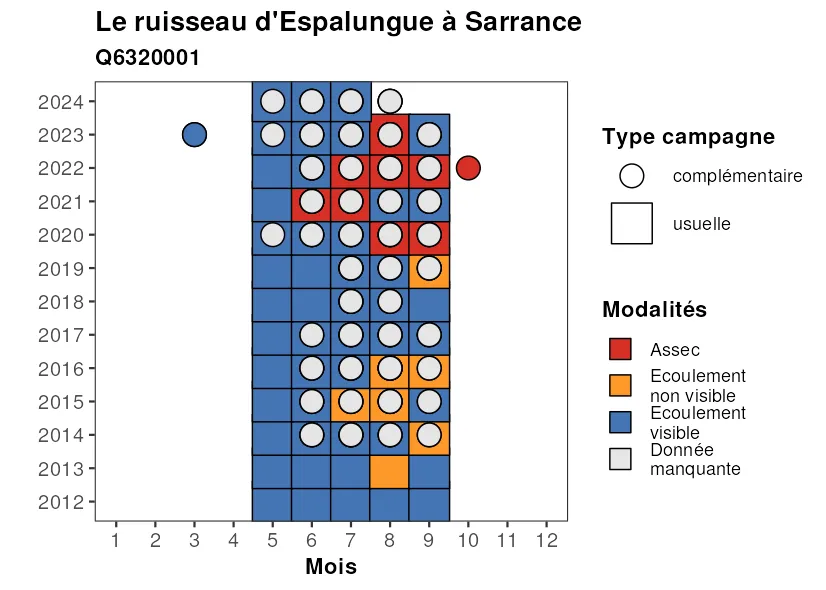 Le ruisseau d'Espalungue à Sarrance
Q6320001
2024
2023
2022
2021
2020
2019
2018
2017
2016
2015
2014
2013
2012
1 2 3 4 5 6 7 8 9 10 11 12
Mois
Type campagne
complémentaire
usuelle
Modalités
Assec
Ecoulement
non visible
Ecoulement
visible
Donnée
manquante